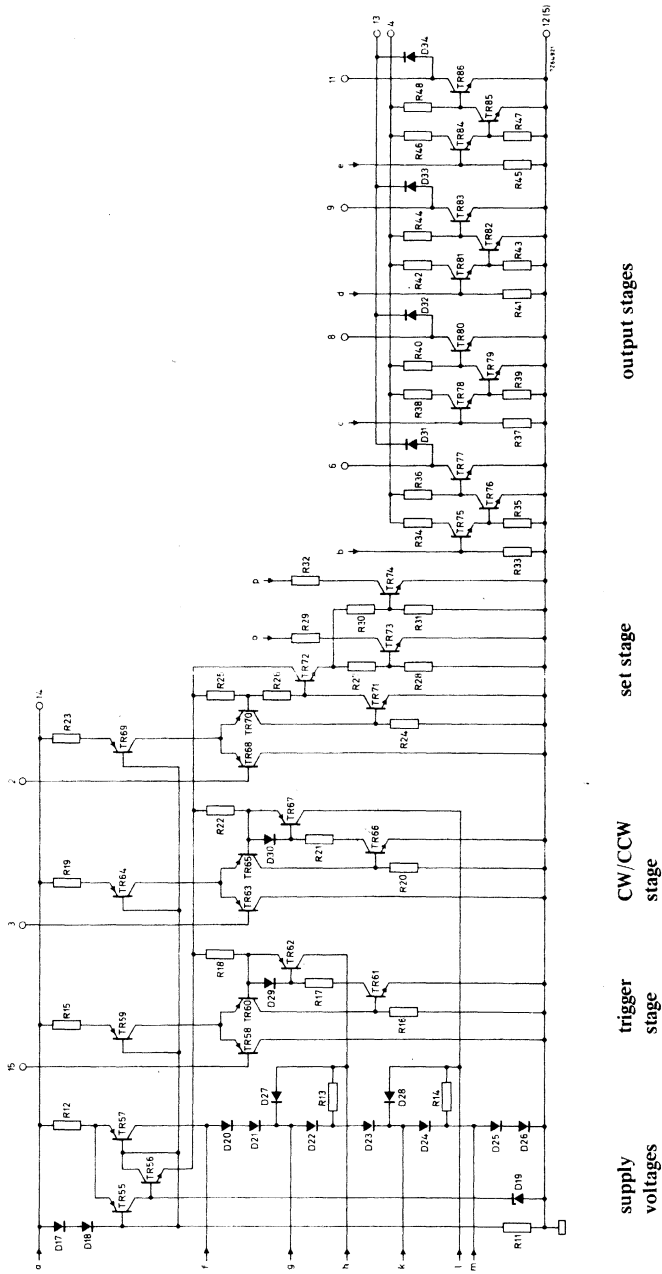 13
4
14
11
9
8
6
2
3
15
a
R12
R15
R19
R23
D17
D18
TR55
TR56
TR57
TR59
TR64
TR69
f
D20
D21
g
D22
h
D23
k
D24
l
m
D25
D26
D27
R13
D28
R14
R11
D19
TR58
TR60
R18
D29
TR62
R17
TR61
R16
TR63
TR65
R22
D30
TR67
R21
TR66
R20
TR68
TR70
R25
R26
TR72
TR71
R24
R27
R28
R29
TR73
R30
R31
p
R32
TR74
b
R33
R34
TR75
R35
R36
TR76
TR77
D31
c
R37
R38
TR78
R39
R40
TR79
TR80
D32
d
R41
R42
TR81
R43
R44
TR82
TR83
D33
e
R45
R46
TR84
R47
R48
TR85
TR86
D34
12(5)
supply
voltages
trigger
stage
CW/CCW
stage
set stage
output stages